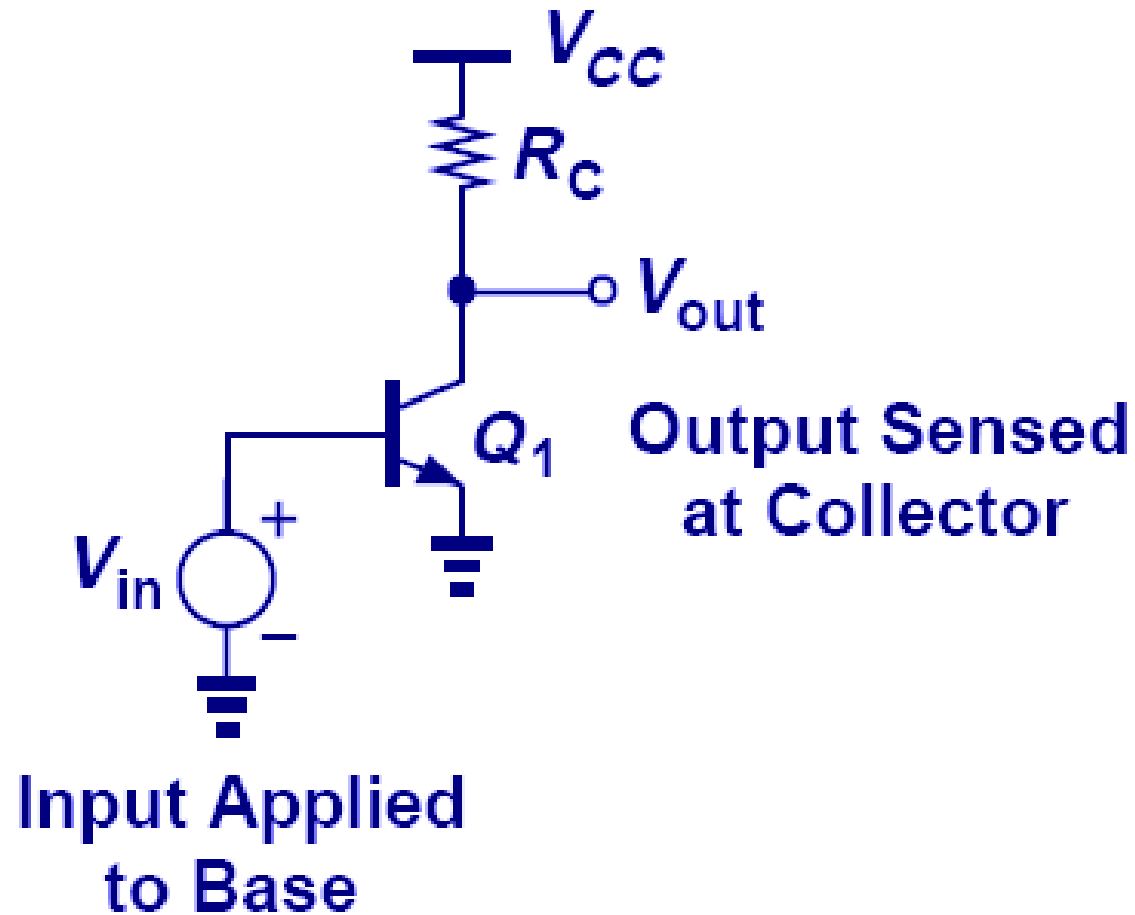 VCC
RC
Vout
Q1
Output Sensed
at Collector
+
Vin
−
Input Applied
to Base